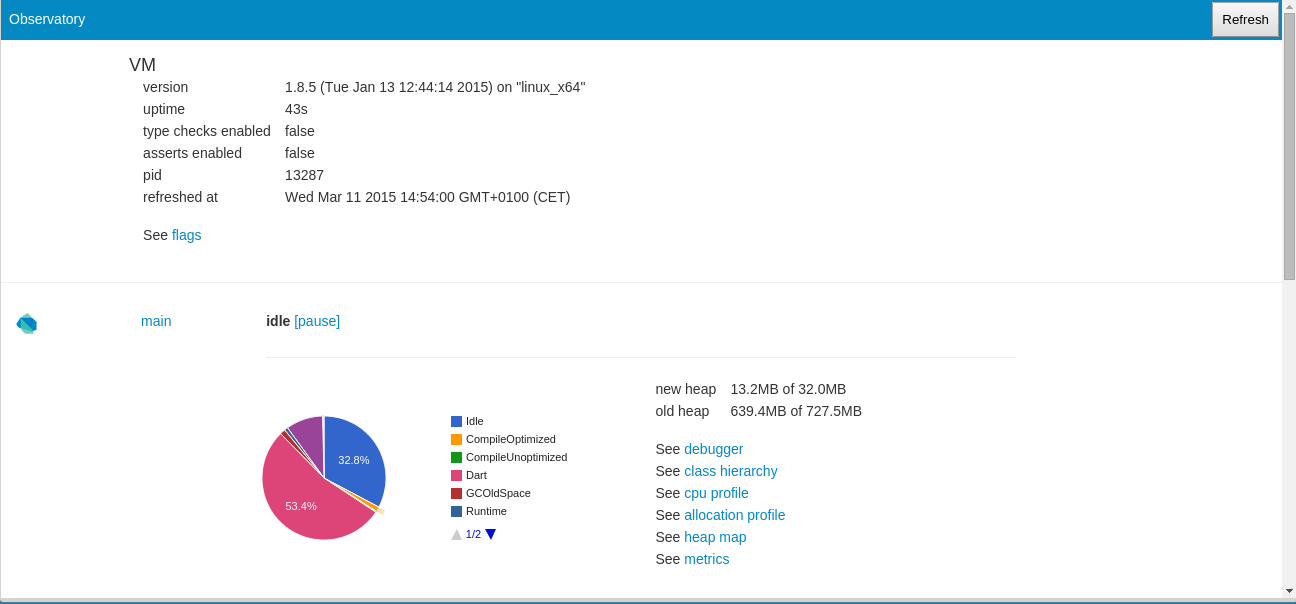 Observatory Refresh
VM
version 1.8.5 (Tue Jan 13 12:44:14 2015) on "linux_x64"
uptime 43s
type checks enabled false
asserts enabled false
pid 13287
refreshed at Wed Mar 11 2015 14:54:00 GMT+0100 (CET)
See flags
main idle [pause]
32.8%
53.4%
Idle
CompileOptimized
CompileUnoptimized
Dart
GCOldSpace
Runtime
1/2
new heap 13.2MB of 32.0MB
old heap 639.4MB of 727.5MB
See debugger
See class hierarchy
See cpu profile
See allocation profile
See heap map
See metrics